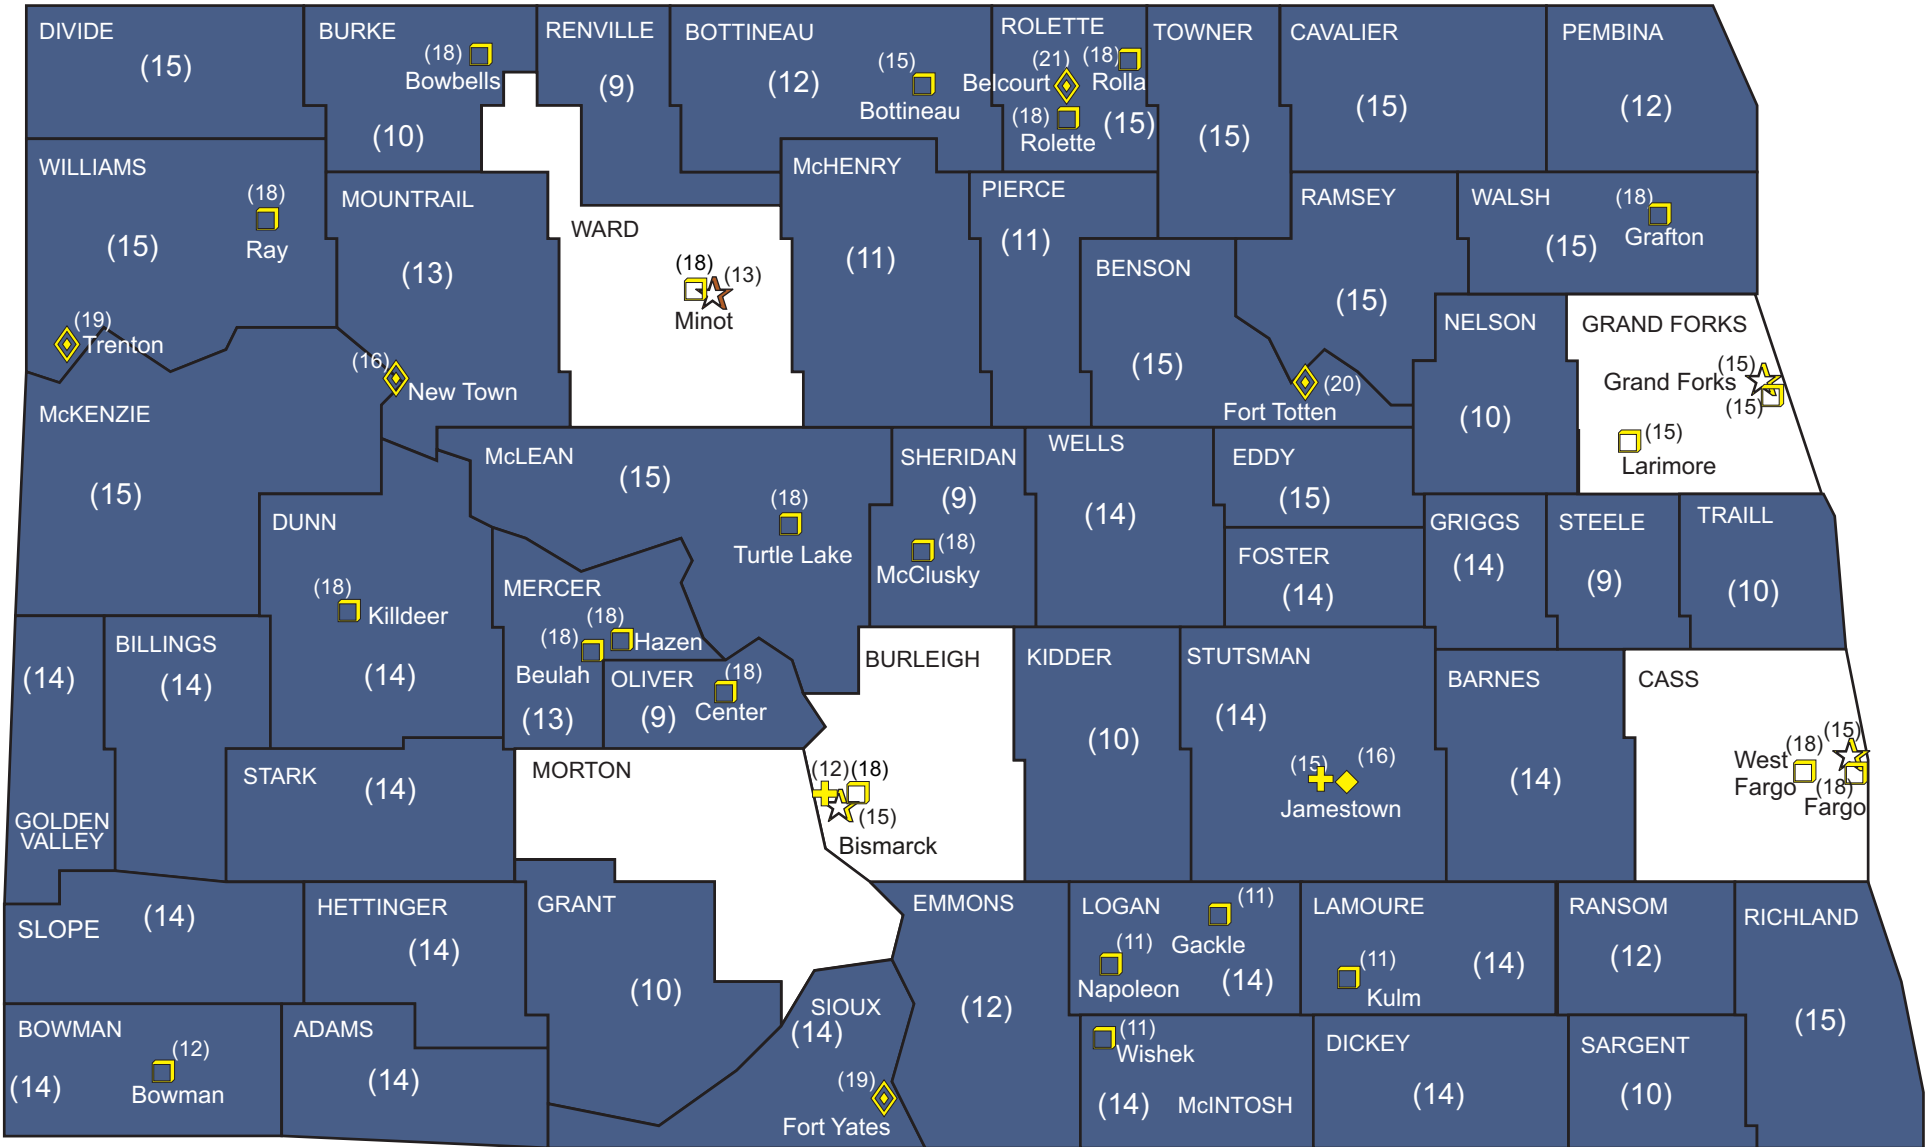 DIVIDE
(15)
BURKE
(18)
Bowbells
(10)
RENVILLE
(9)
BOTTINEAU
(12)
(15)
Bottineau
ROLETTE
(21)
(18)
Belcourt
Rolla
(18)
(15)
Rolette
TOWNER
(15)
CAVALIER
(15)
PEMBINA
(12)
WILLIAMS
(18)
(15)
Ray
(19)
Trenton
MOUNTRAIL
(13)
(16)
New Town
WARD
(18)
(13)
Minot
McHENRY
(11)
PIERCE
(11)
BENSON
(15)
RAMSEY
(15)
(20)
Fort Totten
WALSH
(18)
(15)
Grafton
NELSON
(10)
GRAND FORKS
(15)
Grand Forks
(15)
(15)
Larimore
McKENZIE
(15)
DUNN
(18)
Killdeer
(14)
McLEAN
(15)
(18)
Turtle Lake
SHERIDAN
(9)
(18)
McClusky
WELLS
(14)
EDDY
(15)
FOSTER
(14)
GRIGGS
(14)
STEELE
(9)
TRAILL
(10)
MERCER
(18)
(18)
Hazen
Beulah
(13)
OLIVER
(18)
(9)
Center
(14)
GOLDEN
VALLEY
BILLINGS
(14)
STARK
(14)
MORTON
BURLEIGH
(12)
(18)
(15)
Bismarck
KIDDER
(10)
STUTSMAN
(14)
(15)
(16)
Jamestown
BARNES
(14)
CASS
(15)
(18)
West
Fargo
(18)
Fargo
SLOPE
(14)
HETTINGER
(14)
GRANT
(10)
EMMONS
(12)
LOGAN
(11)
Gackle
(11)
Napoleon
(14)
LAMOURE
(11)
(14)
Kulm
RANSOM
(12)
RICHLAND
(15)
BOWMAN
(12)
(14)
Bowman
ADAMS
(14)
SIOUX
(14)
(19)
Fort Yates
(11)
Wishek
(14)
McINTOSH
DICKEY
(14)
SARGENT
(10)